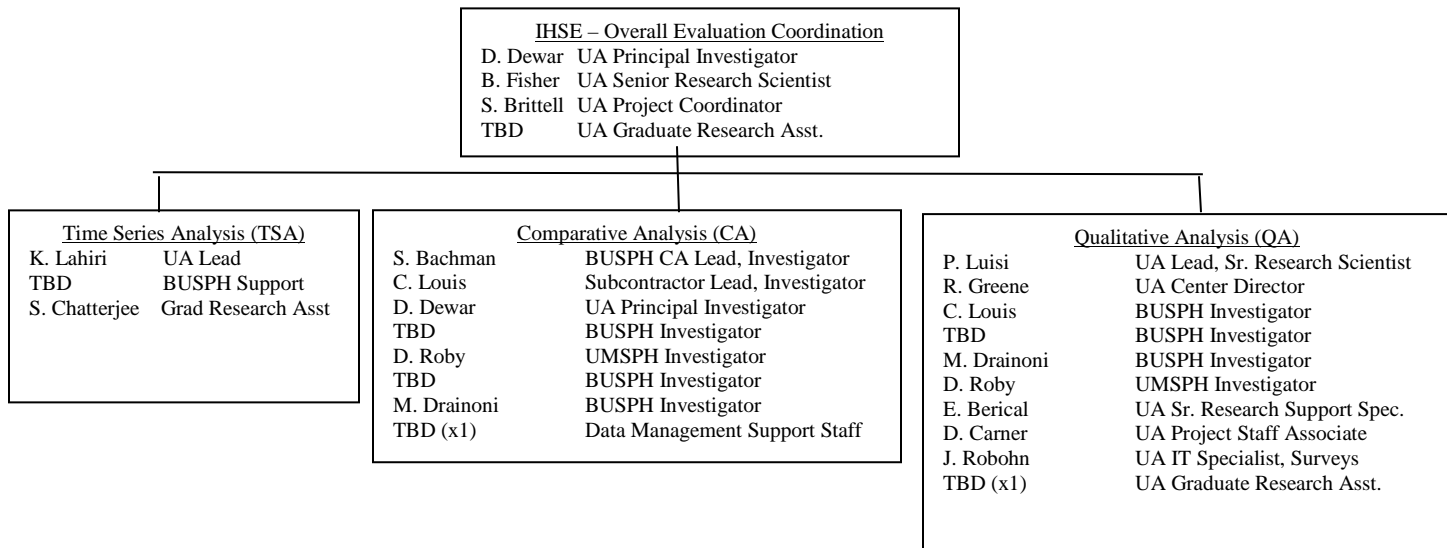 IHSE – Overall Evaluation Coordination
D. Dewar UA Principal Investigator
B. Fisher UA Senior Research Scientist
S. Brittell UA Project Coordinator
TBD UA Graduate Research Asst.
Time Series Analysis (TSA)
K. Lahiri UA Lead
TBD BUSPH Support
S. Chatterjee Grad Research Asst
Comparative Analysis (CA)
S. Bachman BUSPH CA Lead, Investigator
C. Louis Subcontractor Lead, Investigator
D. Dewar UA Principal Investigator
TBD BUSPH Investigator
D. Roby UMSPH Investigator
TBD BUSPH Investigator
M. Drainoni BUSPH Investigator
TBD (x1) Data Management Support Staff
Qualitative Analysis (QA)
P. Luisi UA Lead, Sr. Research Scientist
R. Greene UA Center Director
C. Louis BUSPH Investigator
TBD BUSPH Investigator
M. Drainoni BUSPH Investigator
D. Roby UMSPH Investigator
E. Berical UA Sr. Research Support Spec.
D. Carner UA Project Staff Associate
J. Robohn UA IT Specialist, Surveys
TBD (x1) UA Graduate Research Asst.